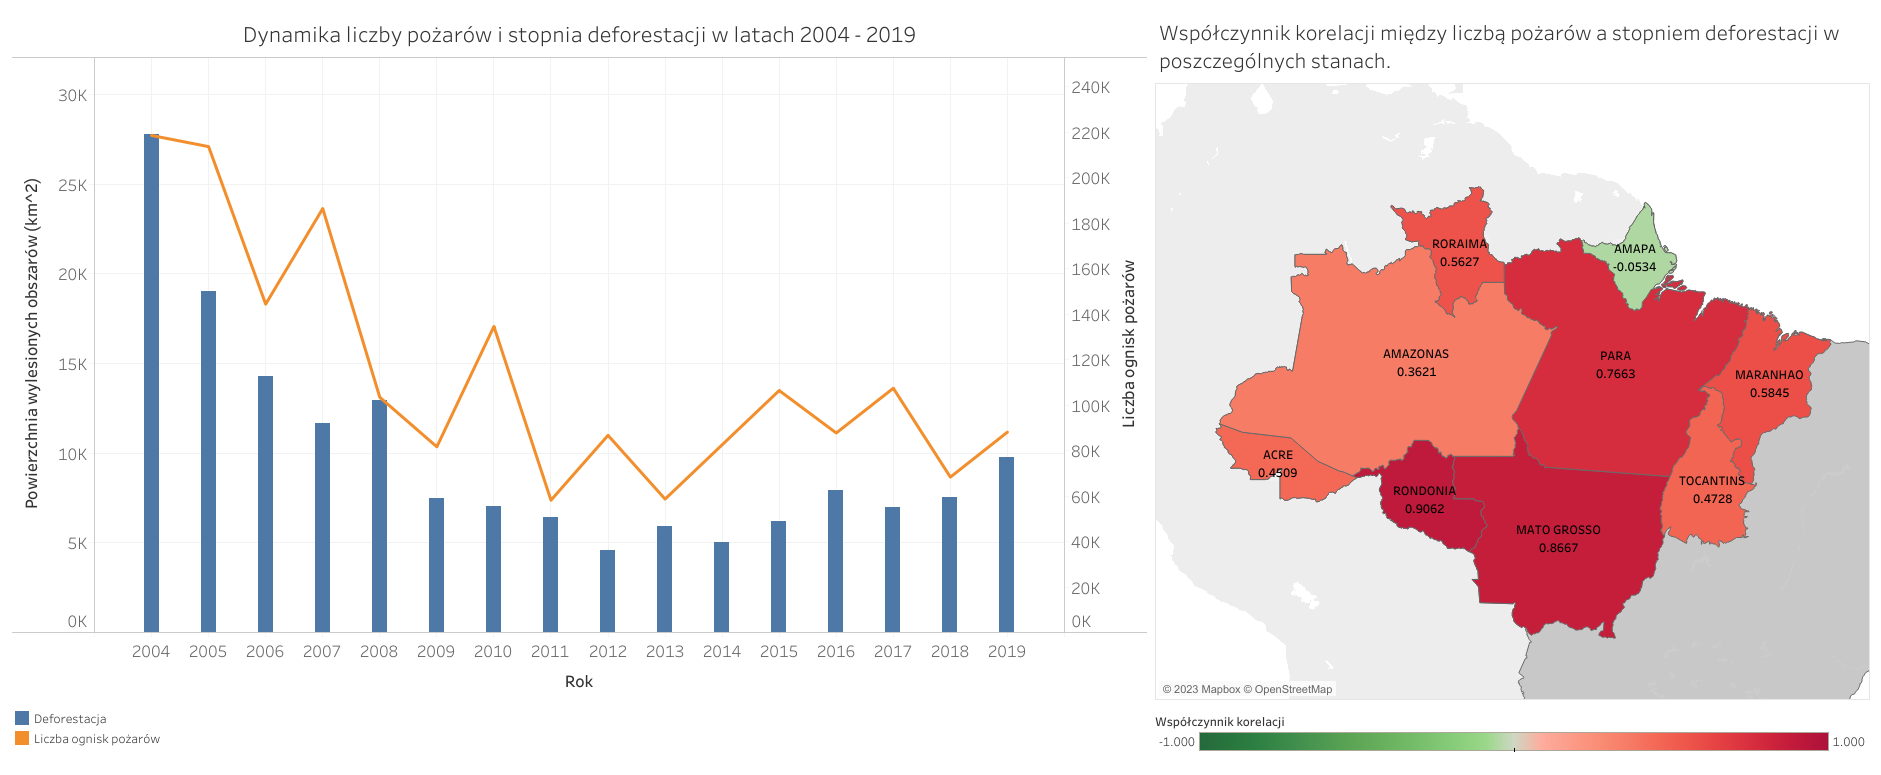 Dynamika liczby pożarów i stopnia deforestacji w latach 2004 - 2019
30K
25K
20K
15K
10K
5K
0K
Powierzchnia wylesionych obszarów (km^2)
240K
220K
200K
180K
160K
140K
120K
100K
80K
60K
40K
20K
0K
Liczba ognisk pożarów
2004 2005 2006 2007 2008 2009 2010 2011 2012 2013 2014 2015 2016 2017 2018 2019
Rok
Deforestacja
Liczba ognisk pożarów
Współczynnik korelacji między liczbą pożarów a stopniem deforestacji w
poszczególnych stanach.
RORAIMA
0.5627
AMAPA
-0.0534
AMAZONAS
0.3621
PARA
0.7663
MARANHAO
0.5845
ACRE
0.4509
RONDONIA
0.9062
TOCANTINS
0.4728
MATO GROSSO
0.8667
© 2023 Mapbox © OpenStreetMap
Współczynnik korelacji
-1.000 1.000